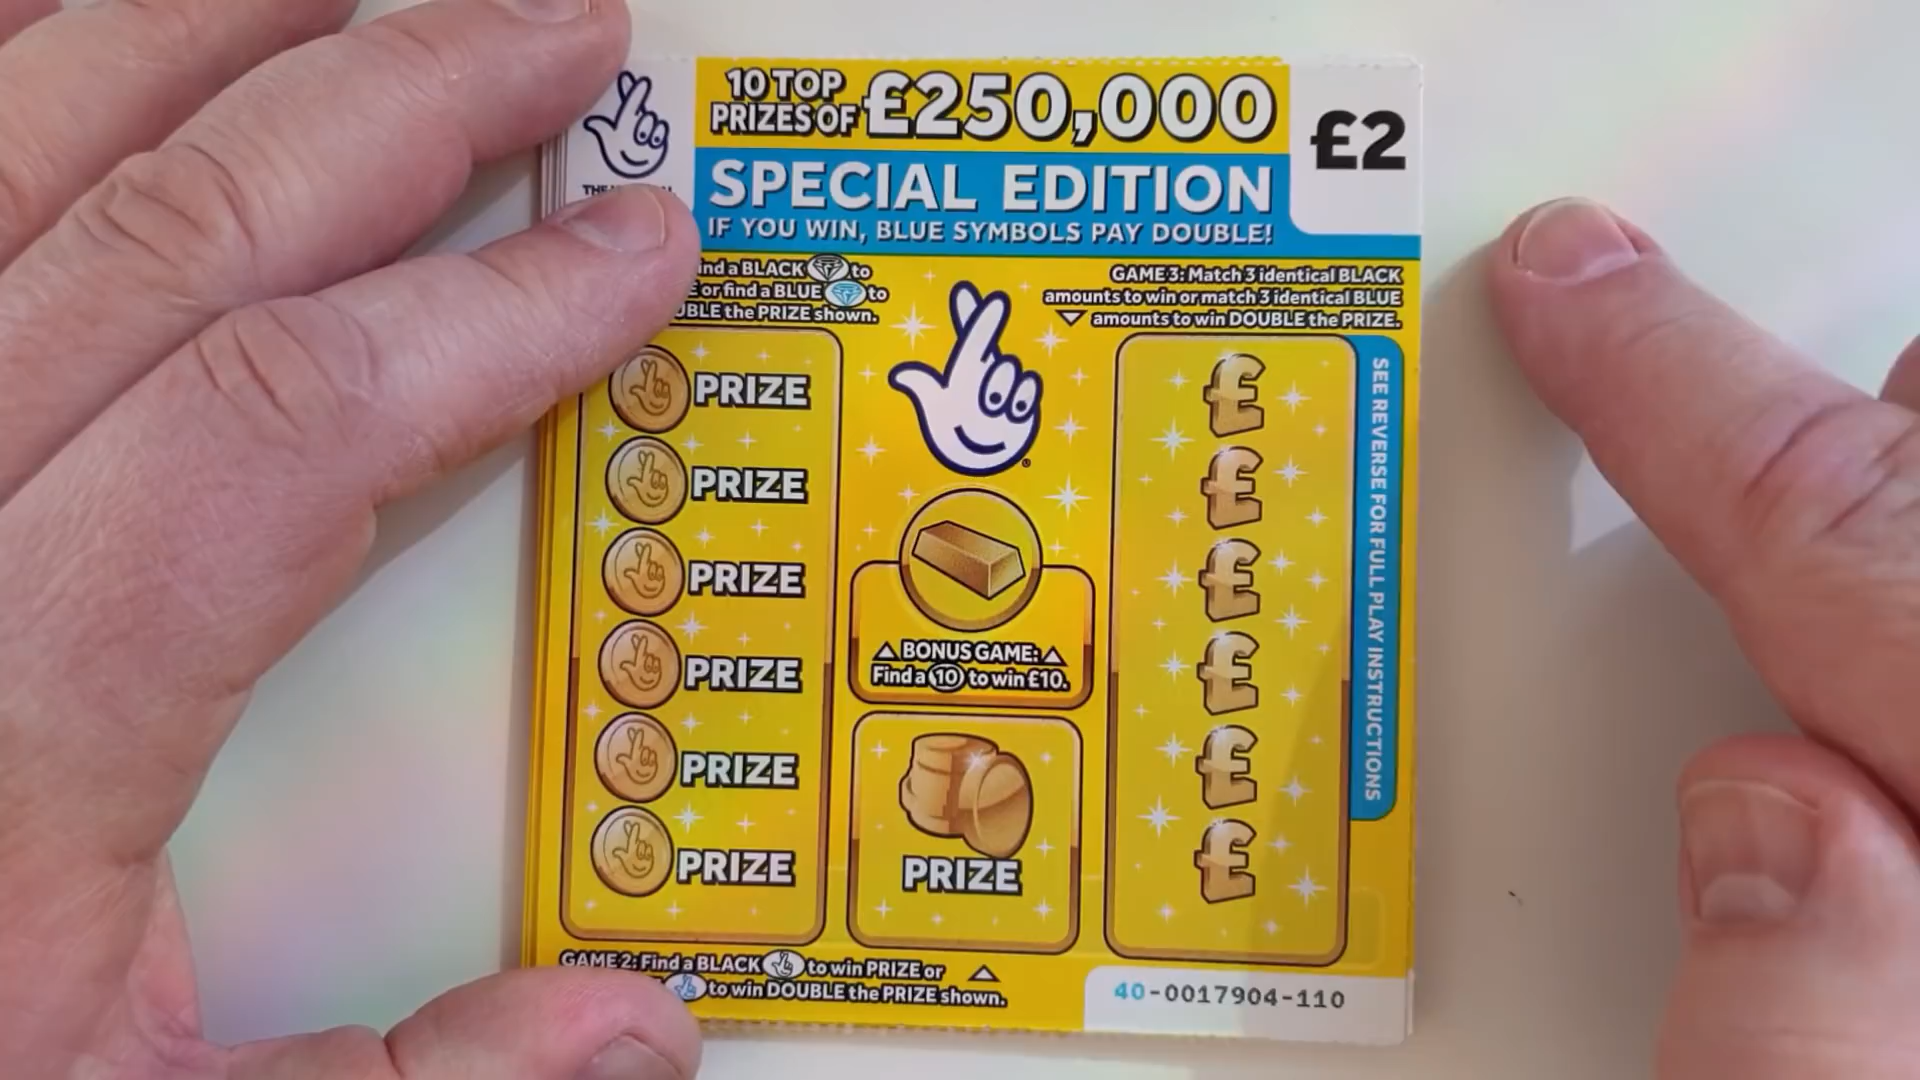 10 TOP
PRIZES OF £250,000
£2
SPECIAL EDITION
IF YOU WIN, BLUE SYMBOLS PAY DOUBLE!
a BLACK to
or find a BLUE to
the PRIZE shown.
GAME 3: Match 3 identical BLACK
amounts to win or match 3 identical BLUE
amounts to win DOUBLE the PRIZE.
PRIZE
PRIZE
PRIZE
PRIZE
PRIZE
PRIZE
®
BONUS GAME:
Find a 10 to win £10.
PRIZE
£
£
£
£
£
£
SEE REVERSE FOR FULL PLAY INSTRUCTIONS
GAME 2: Find a BLACK to win PRIZE or
to win DOUBLE the PRIZE shown.
40-0017904-110